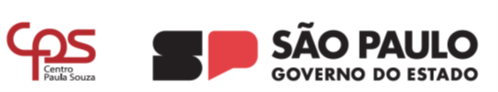 cps
Centro
Paula Souza
SP
SÃO PAULO
GOVERNO DO ESTADO